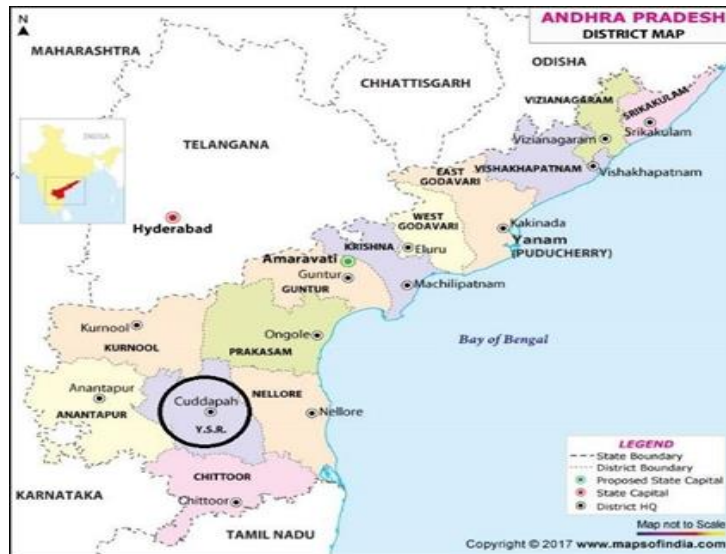 ANDHRA PRADESH
DISTRICT MAP
N
MAHARASHTRA
ODISHA
CHHATTISGARH
VIZIANAGARAM
SRIKAKULAM
Srikakulam
INDIA
TELANGANA
Vizianagaram
VISHAKHAPATNAM
Vishakhapatnam
EAST
GODAVARI
WEST
GODAVARI
Hyderabad
Kakinada
Yanam
(PUDUCHERRY)
KRISHNA
Eluru
Amaravati
Guntur
GUNTUR
Machilipatnam
Kurnool
KURNOOL
Ongole
PRAKASAM
Bay of Bengal
Anantapur
ANANTAPUR
Cuddapah
Y.S.R.
NELLORE
Nellore
CHITTOOR
Chittoor
KARNATAKA
TAMIL NADU
LEGEND
State Boundary
District Boundary
Proposed State Capital
State Capital
District HQ
Map not to Scale
Copyright © 2017 www.mapsofindia.com